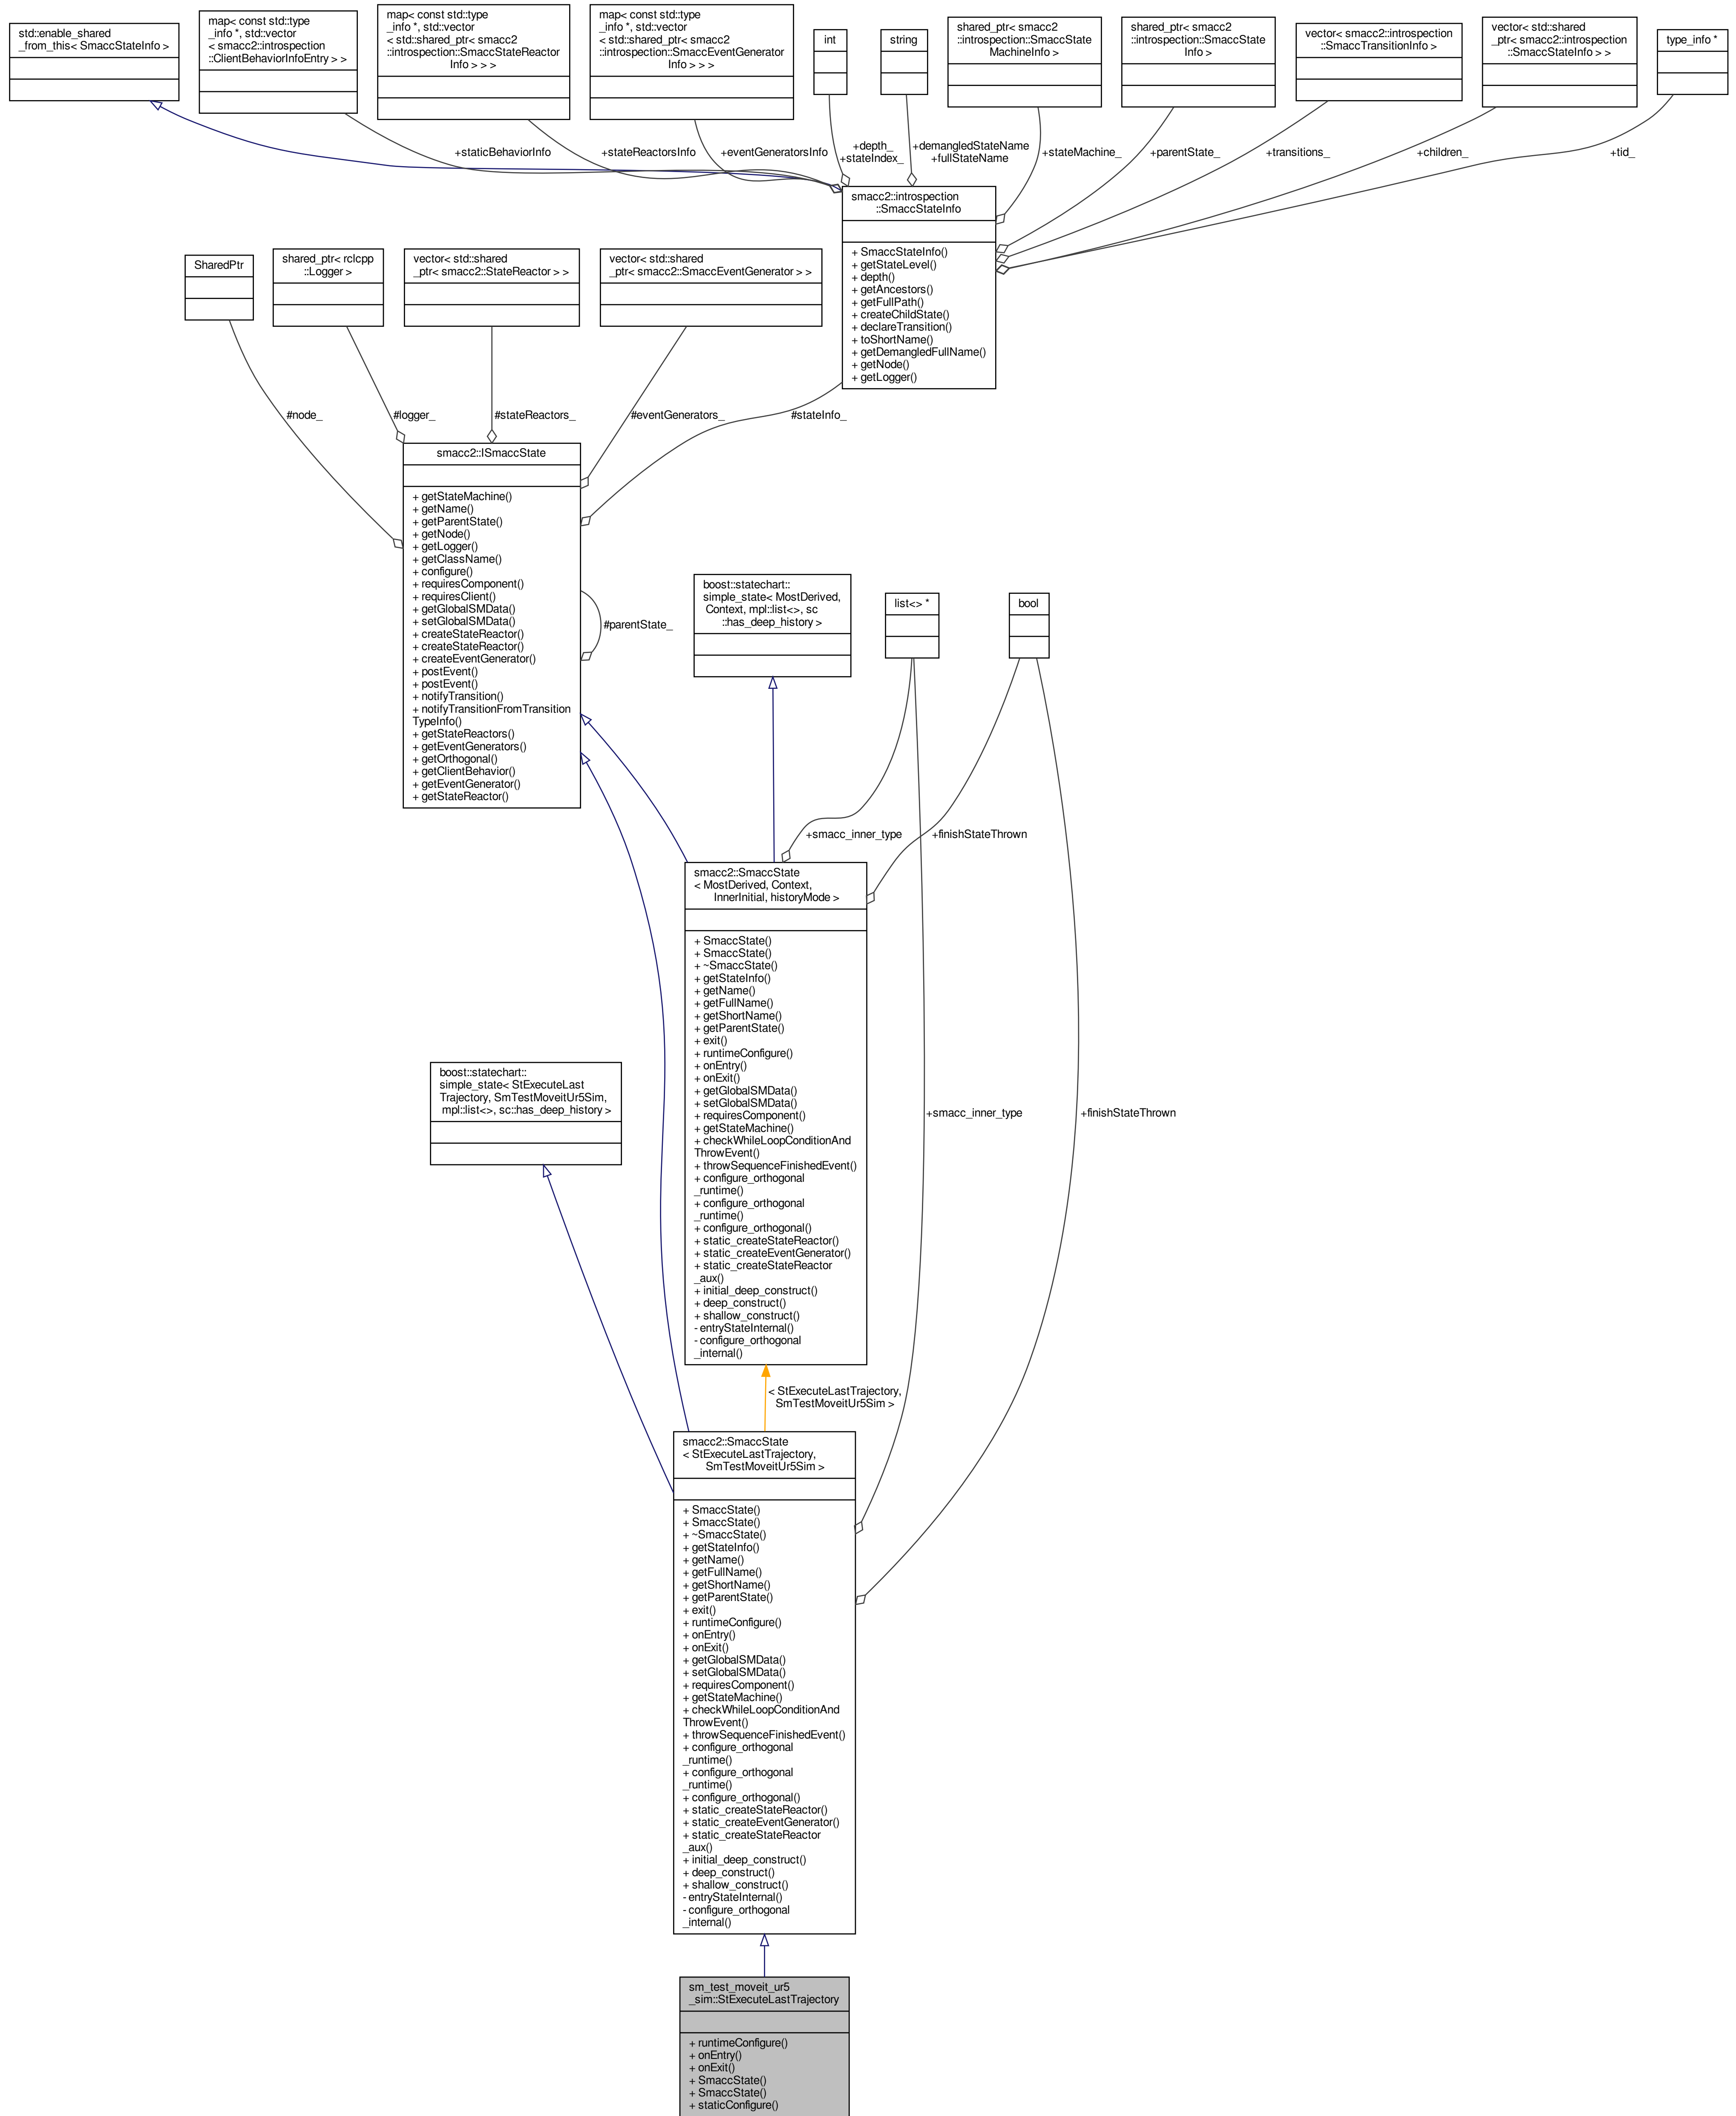 std::enable_shared
_from_this< SmaccStateInfo >
map< const std::type
_info *, std::vector
< smacc2::introspection
::ClientBehaviorInfoEntry > >
map< const std::type
_info *, std::vector
< std::shared_ptr< smacc2
::introspection::SmaccStateReactor
Info > > >
map< const std::type
_info *, std::vector
< std::shared_ptr< smacc2
::introspection::SmaccEventGenerator
Info > > >
int
string
shared_ptr< smacc2
::introspection::SmaccState
MachineInfo >
shared_ptr< smacc2
::introspection::SmaccState
Info >
vector< smacc2::introspection
::SmaccTransitionInfo >
vector< std::shared
_ptr< smacc2::introspection
::SmaccStateInfo > >
type_info *
+staticBehaviorInfo
+stateReactorsInfo
+eventGeneratorsInfo
+depth_
+stateIndex_
+demangledStateName
+fullStateName
+stateMachine_
+parentState_
+transitions_
+children_
+tid_
smacc2::introspection
::SmaccStateInfo
+ SmaccStateInfo()
+ getStateLevel()
+ depth()
+ getAncestors()
+ getFullPath()
+ createChildState()
+ declareTransition()
+ toShortName()
+ getDemangledFullName()
+ getNode()
+ getLogger()
SharedPtr
shared_ptr< rclcpp
::Logger >
vector< std::shared
_ptr< smacc2::StateReactor > >
vector< std::shared
_ptr< smacc2::SmaccEventGenerator > >
#node_
#logger_
#stateReactors_
#eventGenerators_
#stateInfo_
smacc2::ISmaccState
+ getStateMachine()
+ getName()
+ getParentState()
+ getNode()
+ getLogger()
+ getClassName()
+ configure()
+ requiresComponent()
+ requiresClient()
+ getGlobalSMData()
+ setGlobalSMData()
+ createStateReactor()
+ createStateReactor()
+ createEventGenerator()
+ postEvent()
+ postEvent()
+ notifyTransition()
+ notifyTransitionFromTransition
TypeInfo()
+ getStateReactors()
+ getEventGenerators()
+ getOrthogonal()
+ getClientBehavior()
+ getEventGenerator()
+ getStateReactor()
#parentState_
boost::statechart::
simple_state< MostDerived,
Context, mpl::list<>, sc
::has_deep_history >
list<> *
bool
+smacc_inner_type
+finishStateThrown
smacc2::SmaccState
< MostDerived, Context,
InnerInitial, historyMode >
+ SmaccState()
+ SmaccState()
+ ~SmaccState()
+ getStateInfo()
+ getName()
+ getFullName()
+ getShortName()
+ getParentState()
+ exit()
+ runtimeConfigure()
+ onEntry()
+ onExit()
+ getGlobalSMData()
+ setGlobalSMData()
+ requiresComponent()
+ getStateMachine()
+ checkWhileLoopConditionAnd
ThrowEvent()
+ throwSequenceFinishedEvent()
+ configure_orthogonal
_runtime()
+ configure_orthogonal
_runtime()
+ configure_orthogonal()
+ static_createStateReactor()
+ static_createEventGenerator()
+ static_createStateReactor
_aux()
+ initial_deep_construct()
+ deep_construct()
+ shallow_construct()
- entryStateInternal()
- configure_orthogonal
_internal()
boost::statechart::
simple_state< StExecuteLast
Trajectory, SmTestMoveitUr5Sim,
mpl::list<>, sc::has_deep_history >
+smacc_inner_type
+finishStateThrown
< StExecuteLastTrajectory,
SmTestMoveitUr5Sim >
smacc2::SmaccState
< StExecuteLastTrajectory,
SmTestMoveitUr5Sim >
+ SmaccState()
+ SmaccState()
+ ~SmaccState()
+ getStateInfo()
+ getName()
+ getFullName()
+ getShortName()
+ getParentState()
+ exit()
+ runtimeConfigure()
+ onEntry()
+ onExit()
+ getGlobalSMData()
+ setGlobalSMData()
+ requiresComponent()
+ getStateMachine()
+ checkWhileLoopConditionAnd
ThrowEvent()
+ throwSequenceFinishedEvent()
+ configure_orthogonal
_runtime()
+ configure_orthogonal
_runtime()
+ configure_orthogonal()
+ static_createStateReactor()
+ static_createEventGenerator()
+ static_createStateReactor
_aux()
+ initial_deep_construct()
+ deep_construct()
+ shallow_construct()
- entryStateInternal()
- configure_orthogonal
_internal()
sm_test_moveit_ur5
_sim::StExecuteLastTrajectory
+ runtimeConfigure()
+ onEntry()
+ onExit()
+ SmaccState()
+ SmaccState()
+ staticConfigure()